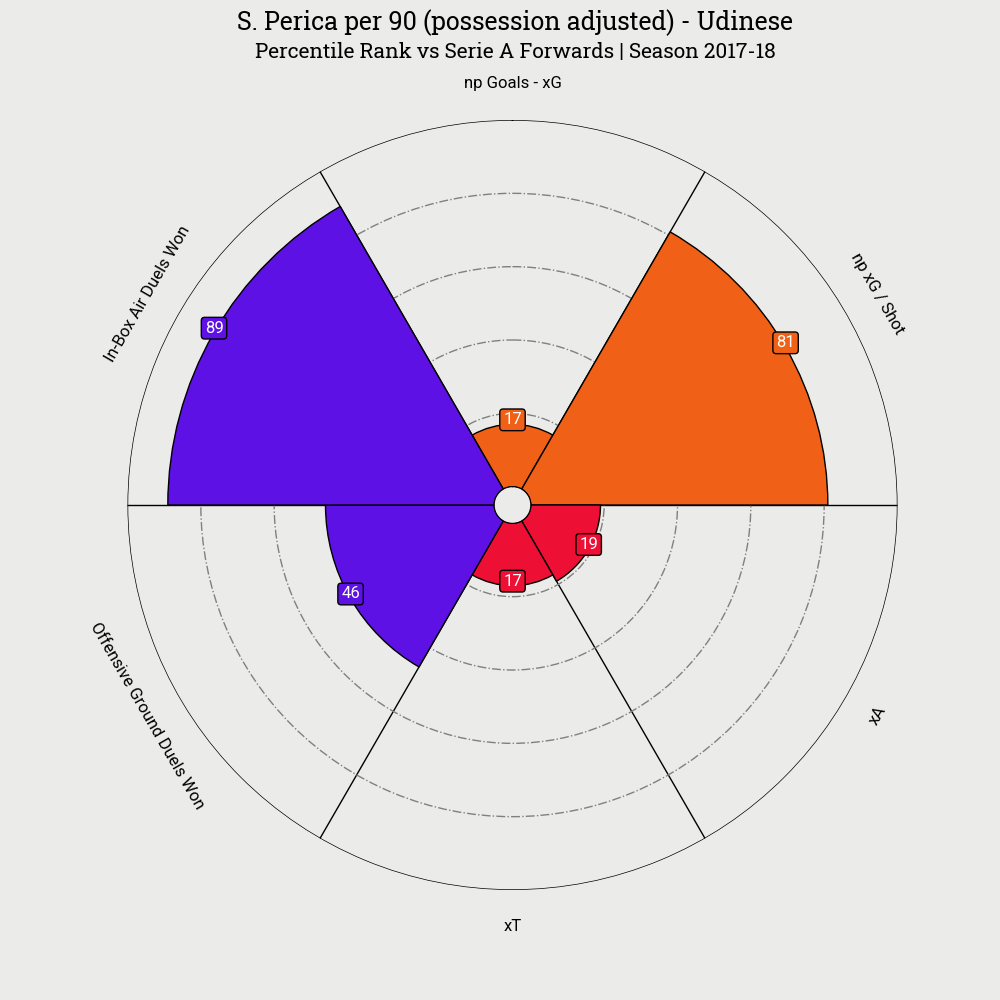 S. Perica per 90 (possession adjusted) - Udinese
Percentile Rank vs Serie A Forwards | Season 2017-18
np Goals - xG
np xG / Shot
In-Box Air Duels Won
89
81
17
19
17
46
Offensive Ground Duels Won
xA
xT